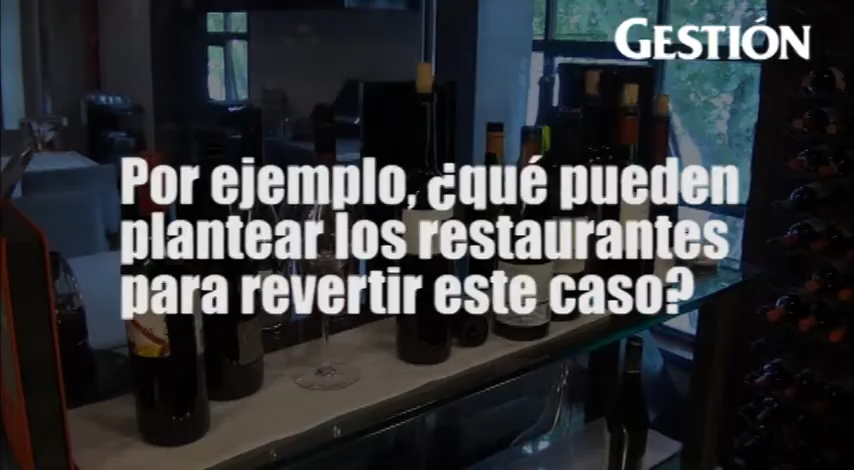 GESTIÓN
Por ejemplo, ¿qué pueden
plantear los restaurantes
para revertir este caso?